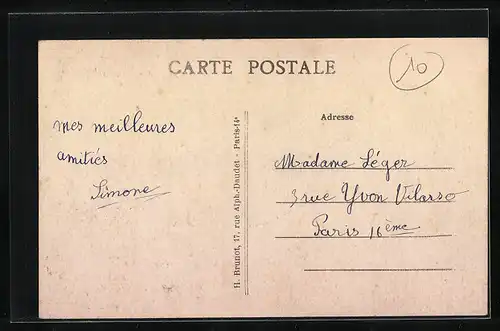 CARTE POSTALE
10
mes meilleures
amitiés
Simone
H. Brunot, 17, rue Alph.-Daudet - Paris-14e
Adresse
Madame Léger
3 rue Yvon Vilarso
Paris 16ème